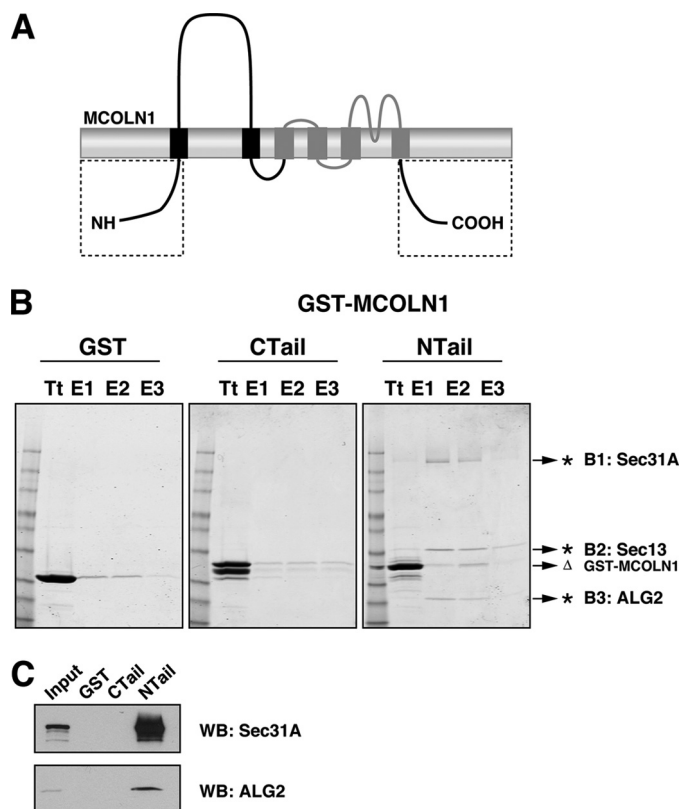 A
MCOLN1
NH
COOH
B
GST-MCOLN1
GST
CTail
NTail
Tt E1 E2 E3
Tt E1 E2 E3
Tt E1 E2 E3
* B1: Sec31A
* B2: Sec13
Δ GST-MCOLN1
* B3: ALG2
C
Input GST CTail NTail
WB: Sec31A
WB: ALG2